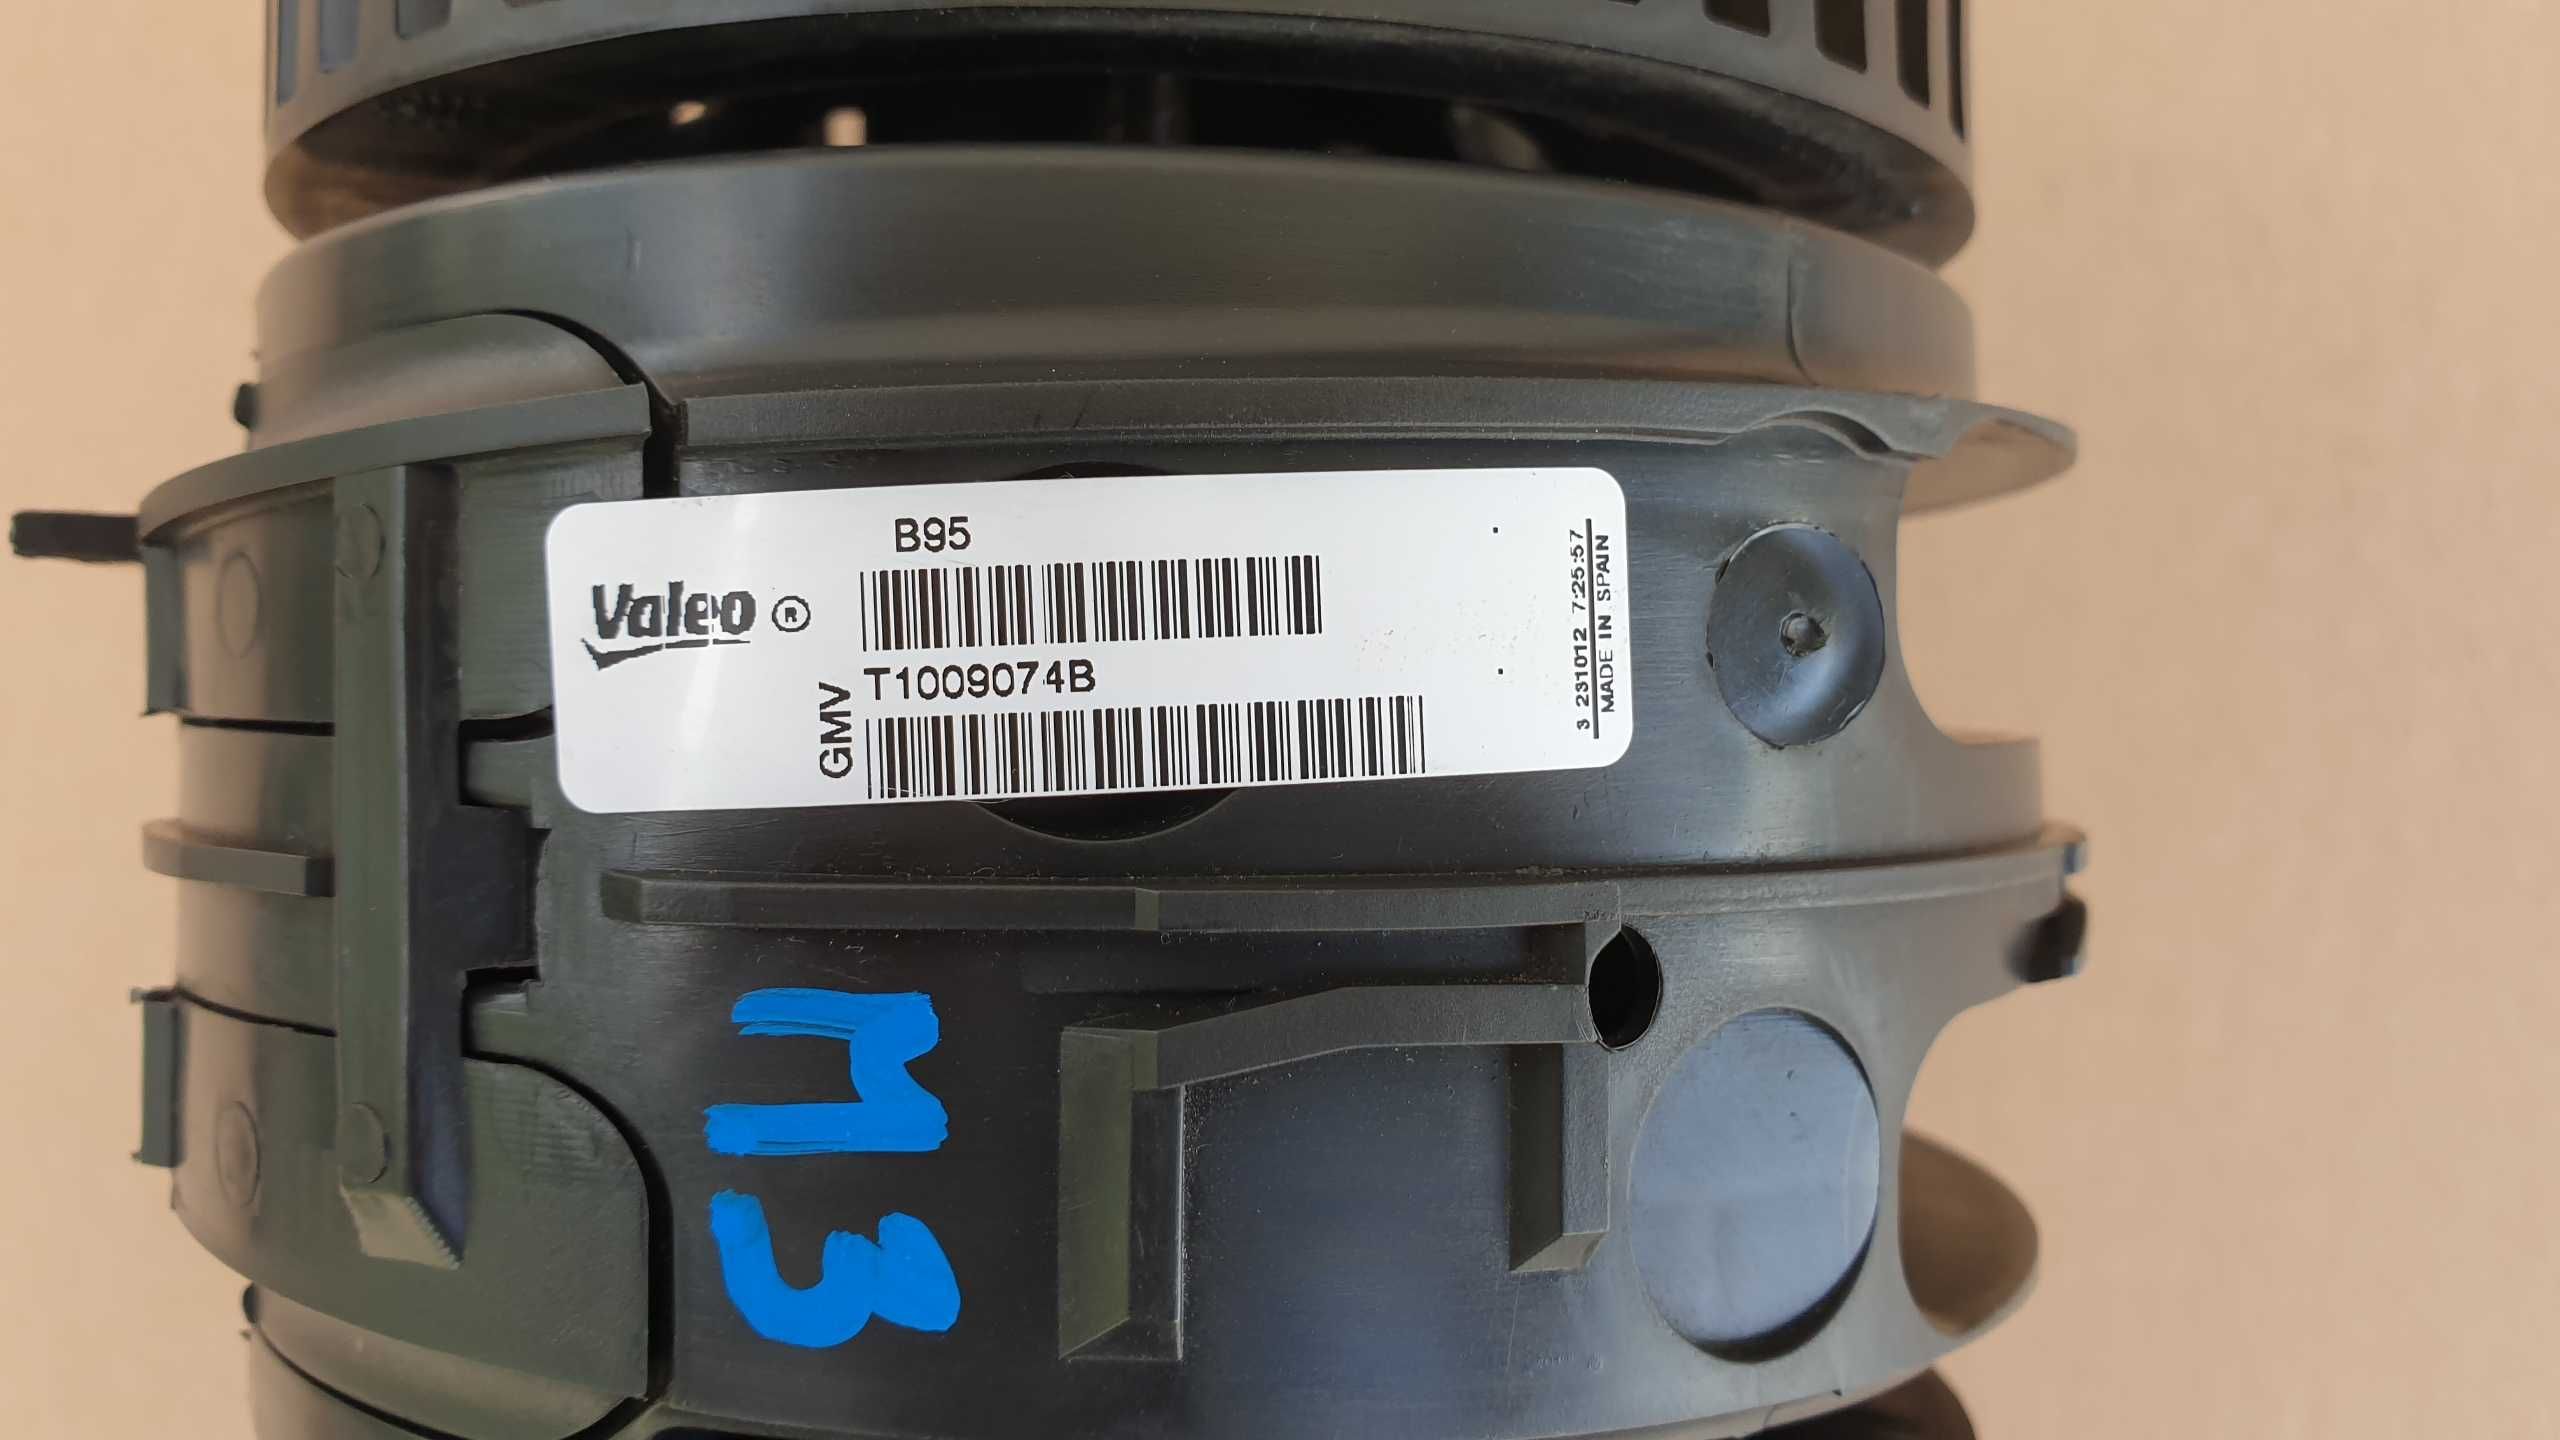 B95
Valeo ®
T1009074B
GMV
3 231012 7:25:57
MADE IN SPAIN
M3